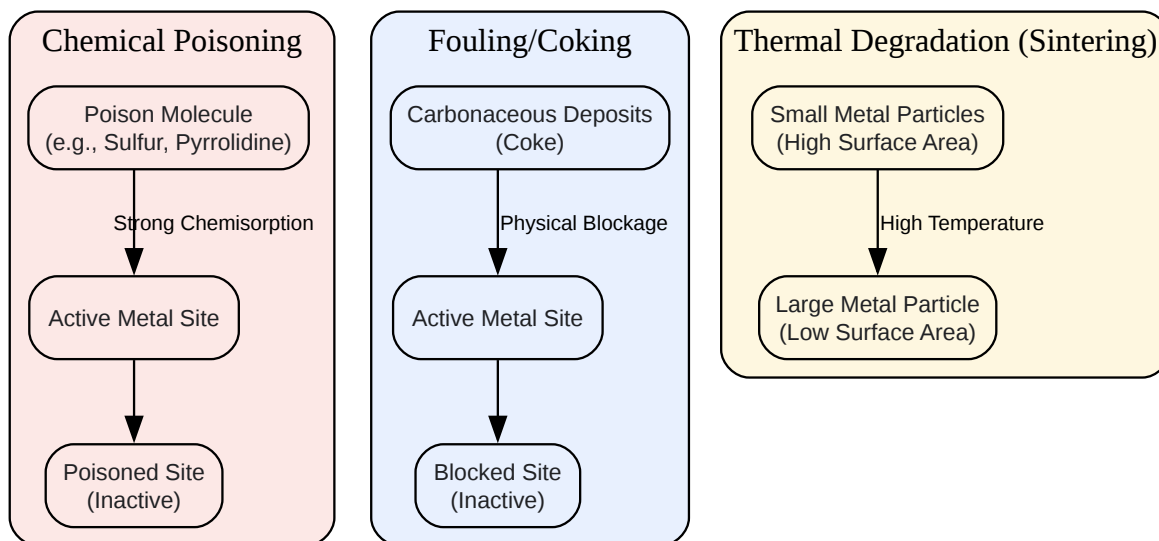 Chemical Poisoning
Poison Molecule
(e.g., Sulfur, Pyrrolidine)
Strong Chemisorption
Active Metal Site
Poisoned Site
(Inactive)
Fouling/Coking
Carbonaceous Deposits
(Coke)
Physical Blockage
Active Metal Site
Blocked Site
(Inactive)
Thermal Degradation (Sintering)
Small Metal Particles
(High Surface Area)
High Temperature
Large Metal Particle
(Low Surface Area)